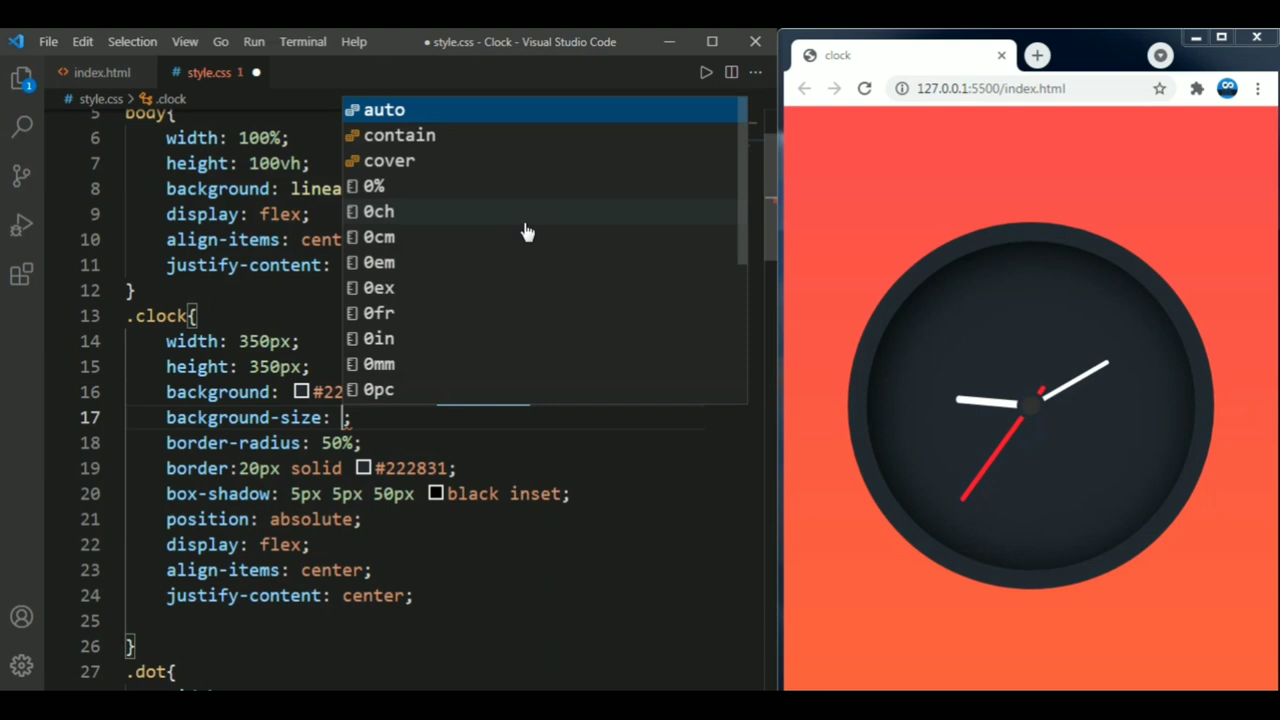 File Edit Selection View Go Run Terminal Help ● style.css - Clock - Visual Studio Code
index.html style.css 1 ●
style.css > .clock
5 body{
6 width: 100%;
7 height: 100vh;
8 background: linea
9 display: flex;
10 align-items: cent
11 justify-content:
12 }
13 .clock{
14 width: 350px;
15 height: 350px;
16 background: #22
17 background-size: ;
18 border-radius: 50%;
19 border:20px solid #222831;
20 box-shadow: 5px 5px 50px black inset;
21 position: absolute;
22 display: flex;
23 align-items: center;
24 justify-content: center;
25
26 }
27 .dot{
auto
contain
cover
0%
0ch
0cm
0em
0ex
0fr
0in
0mm
0pc
1
clock
127.0.0.1:5500/index.html